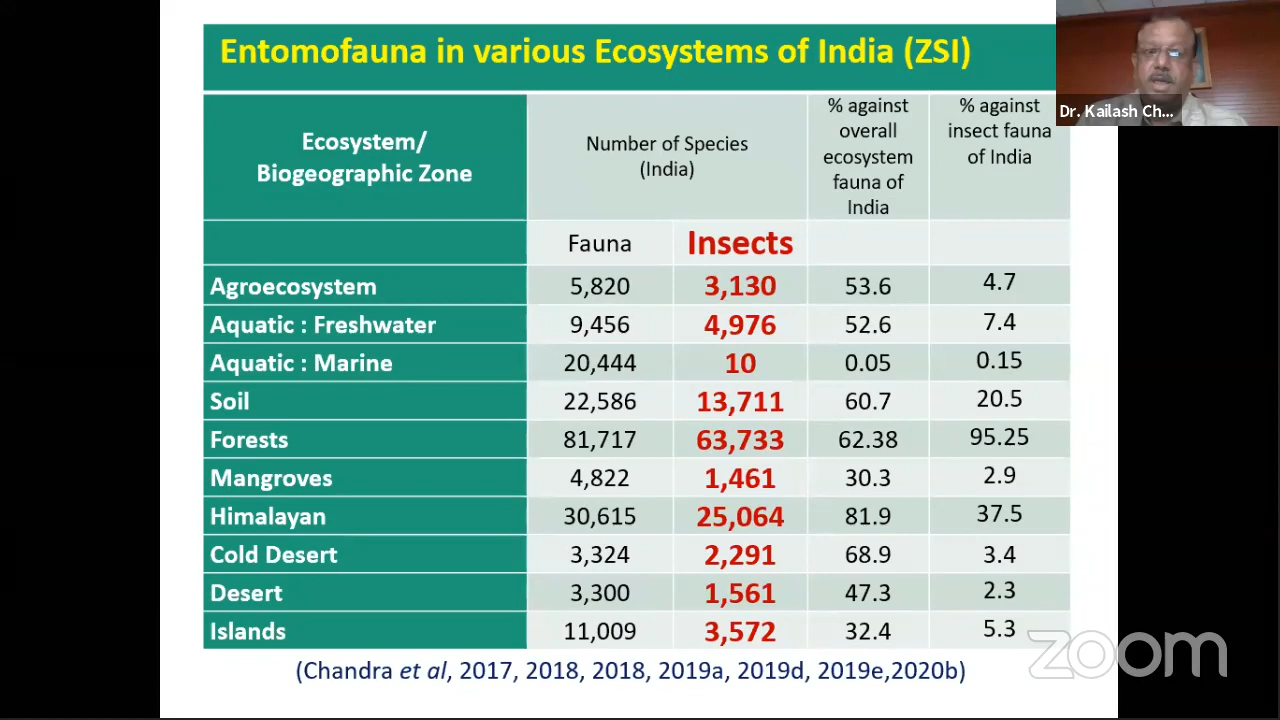 Entomofauna in various Ecosystems of India (ZSI)
Dr. Kailash Ch...
Ecosystem/
Biogeographic Zone
Number of Species
(India)
% against
overall
ecosystem
fauna of
India
% against
insect fauna
of India
Fauna Insects
Agroecosystem 5,820 3,130 53.6 4.7
Aquatic : Freshwater 9,456 4,976 52.6 7.4
Aquatic : Marine 20,444 10 0.05 0.15
Soil 22,586 13,711 60.7 20.5
Forests 81,717 63,733 62.38 95.25
Mangroves 4,822 1,461 30.3 2.9
Himalayan 30,615 25,064 81.9 37.5
Cold Desert 3,324 2,291 68.9 3.4
Desert 3,300 1,561 47.3 2.3
Islands 11,009 3,572 32.4 5.3
(Chandra et al, 2017, 2018, 2018, 2019a, 2019d, 2019e,2020b)
zoom